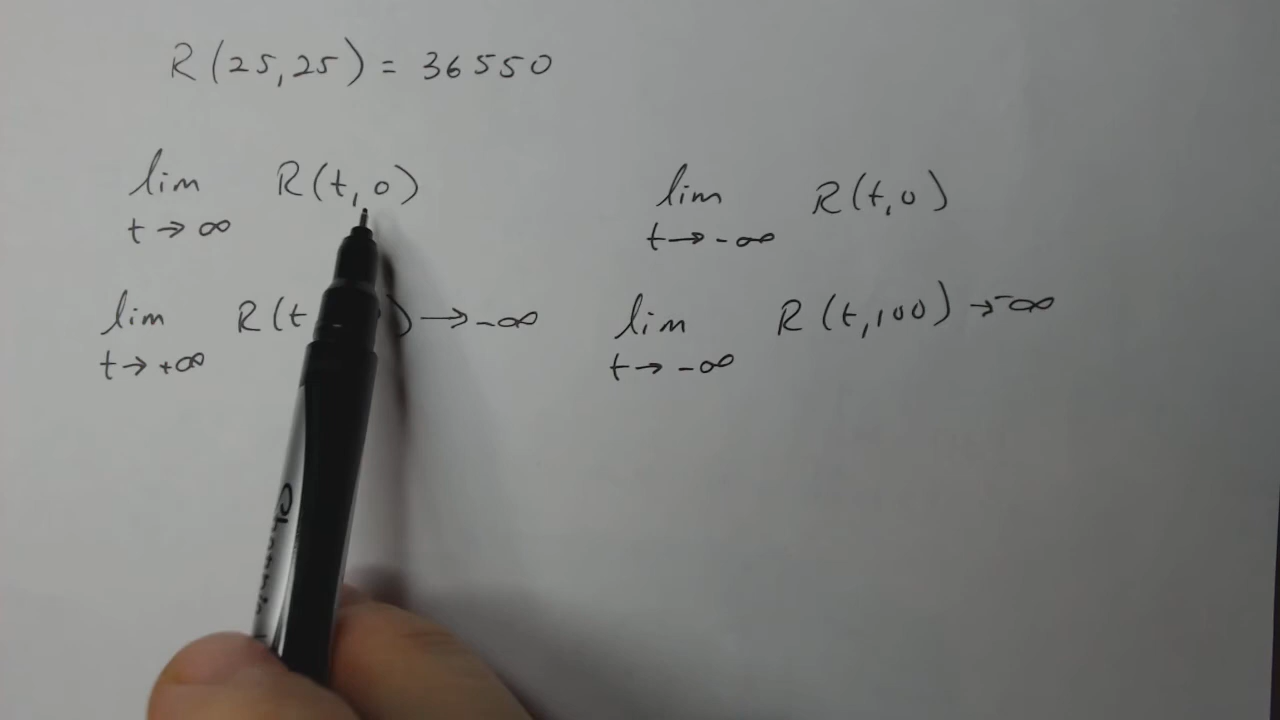 R(25,25) = 36550
lim R(t,0) lim R(t,0)
t→∞ t→-∞
lim R(t )→-∞ lim R(t,100)→-∞
t→+∞ t→-∞